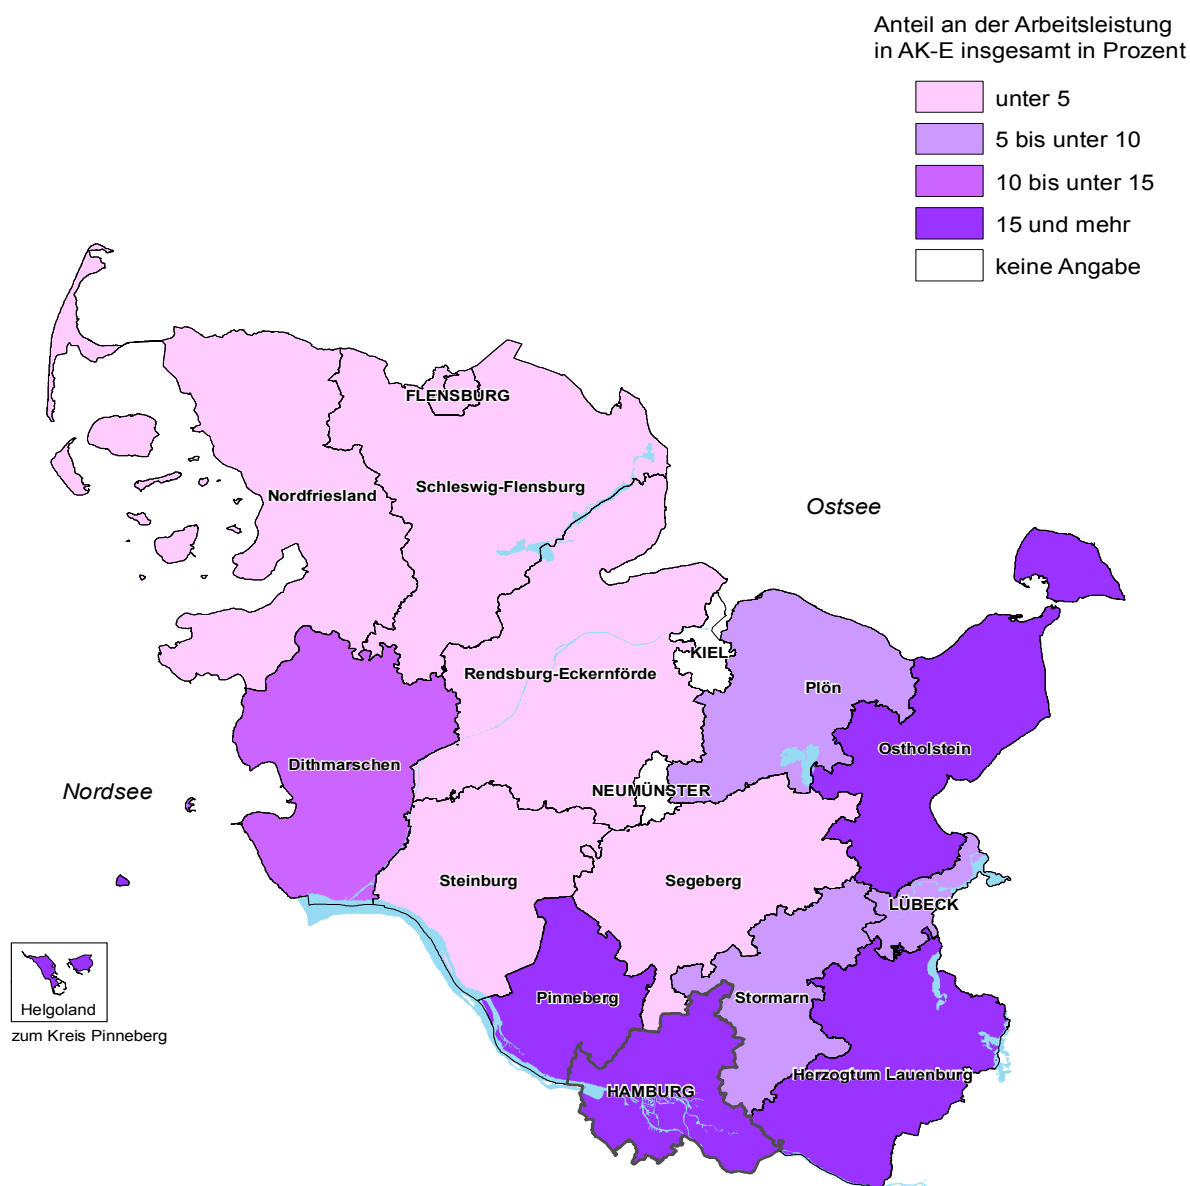 Anteil an der Arbeitsleistung
in AK-E insgesamt in Prozent
unter 5
5 bis unter 10
10 bis unter 15
15 und mehr
keine Angabe
FLENSBURG
Schleswig-Flensburg
Nordfriesland
Ostsee
KIEL
Rendsburg-Eckernförde
Plön
Ostholstein
Dithmarschen
Nordsee
NEUMÜNSTER
Steinburg
Segeberg
LÜBECK
Pinneberg
Stormarn
Helgoland
zum Kreis Pinneberg
Herzogtum Lauenburg
HAMBURG